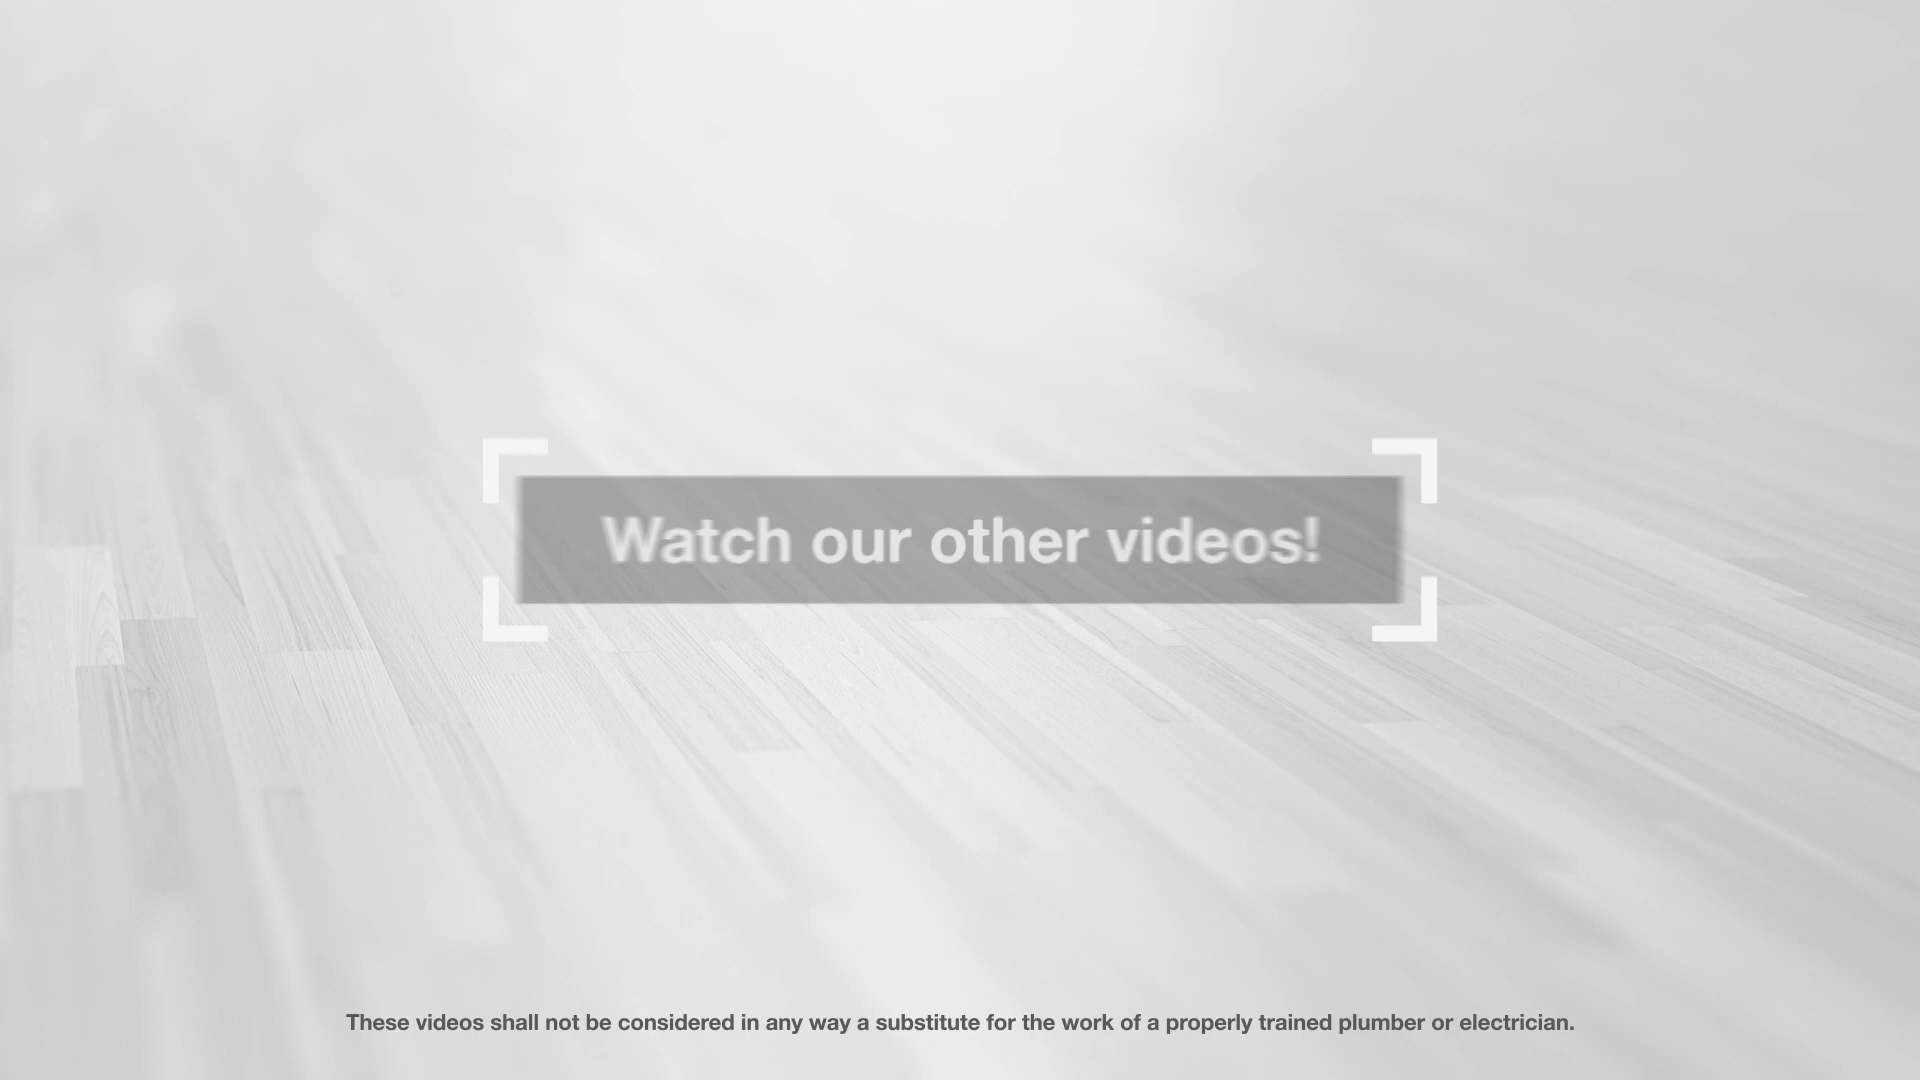 Watch our other videos!
These videos shall not be considered in any way a substitute for the work of a properly trained plumber or electrician.